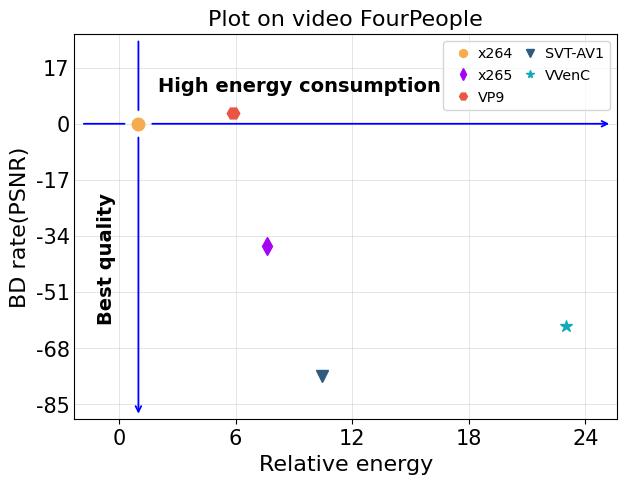 Plot on video FourPeople
x264
x265
VP9
SVT-AV1
VVenC
High energy consumption
Best quality
BD rate(PSNR)
17
0
-17
-34
-51
-68
-85
0 6 12 18 24
Relative energy